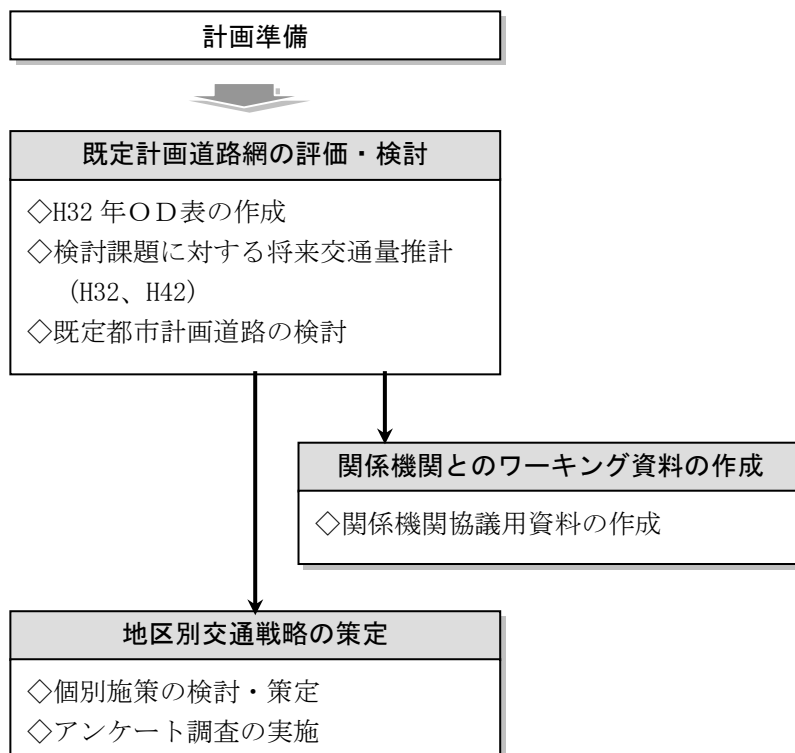 計画準備
既定計画道路網の評価・検討
◇H32 年ＯＤ表の作成
◇検討課題に対する将来交通量推計
（H32、H42）
◇既定都市計画道路の検討
関係機関とのワーキング資料の作成
◇関係機関協議用資料の作成
地区別交通戦略の策定
◇個別施策の検討・策定
◇アンケート調査の実施